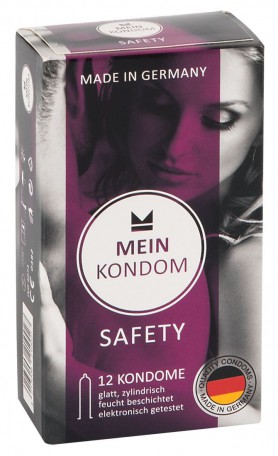 MADE IN GERMANY
MEIN
KONDOM
SAFETY
12 KONDOME
glatt, zylindrisch
feucht beschichtet
elektronisch getestet
QUALITY CONDOMS
MADE IN GERMANY